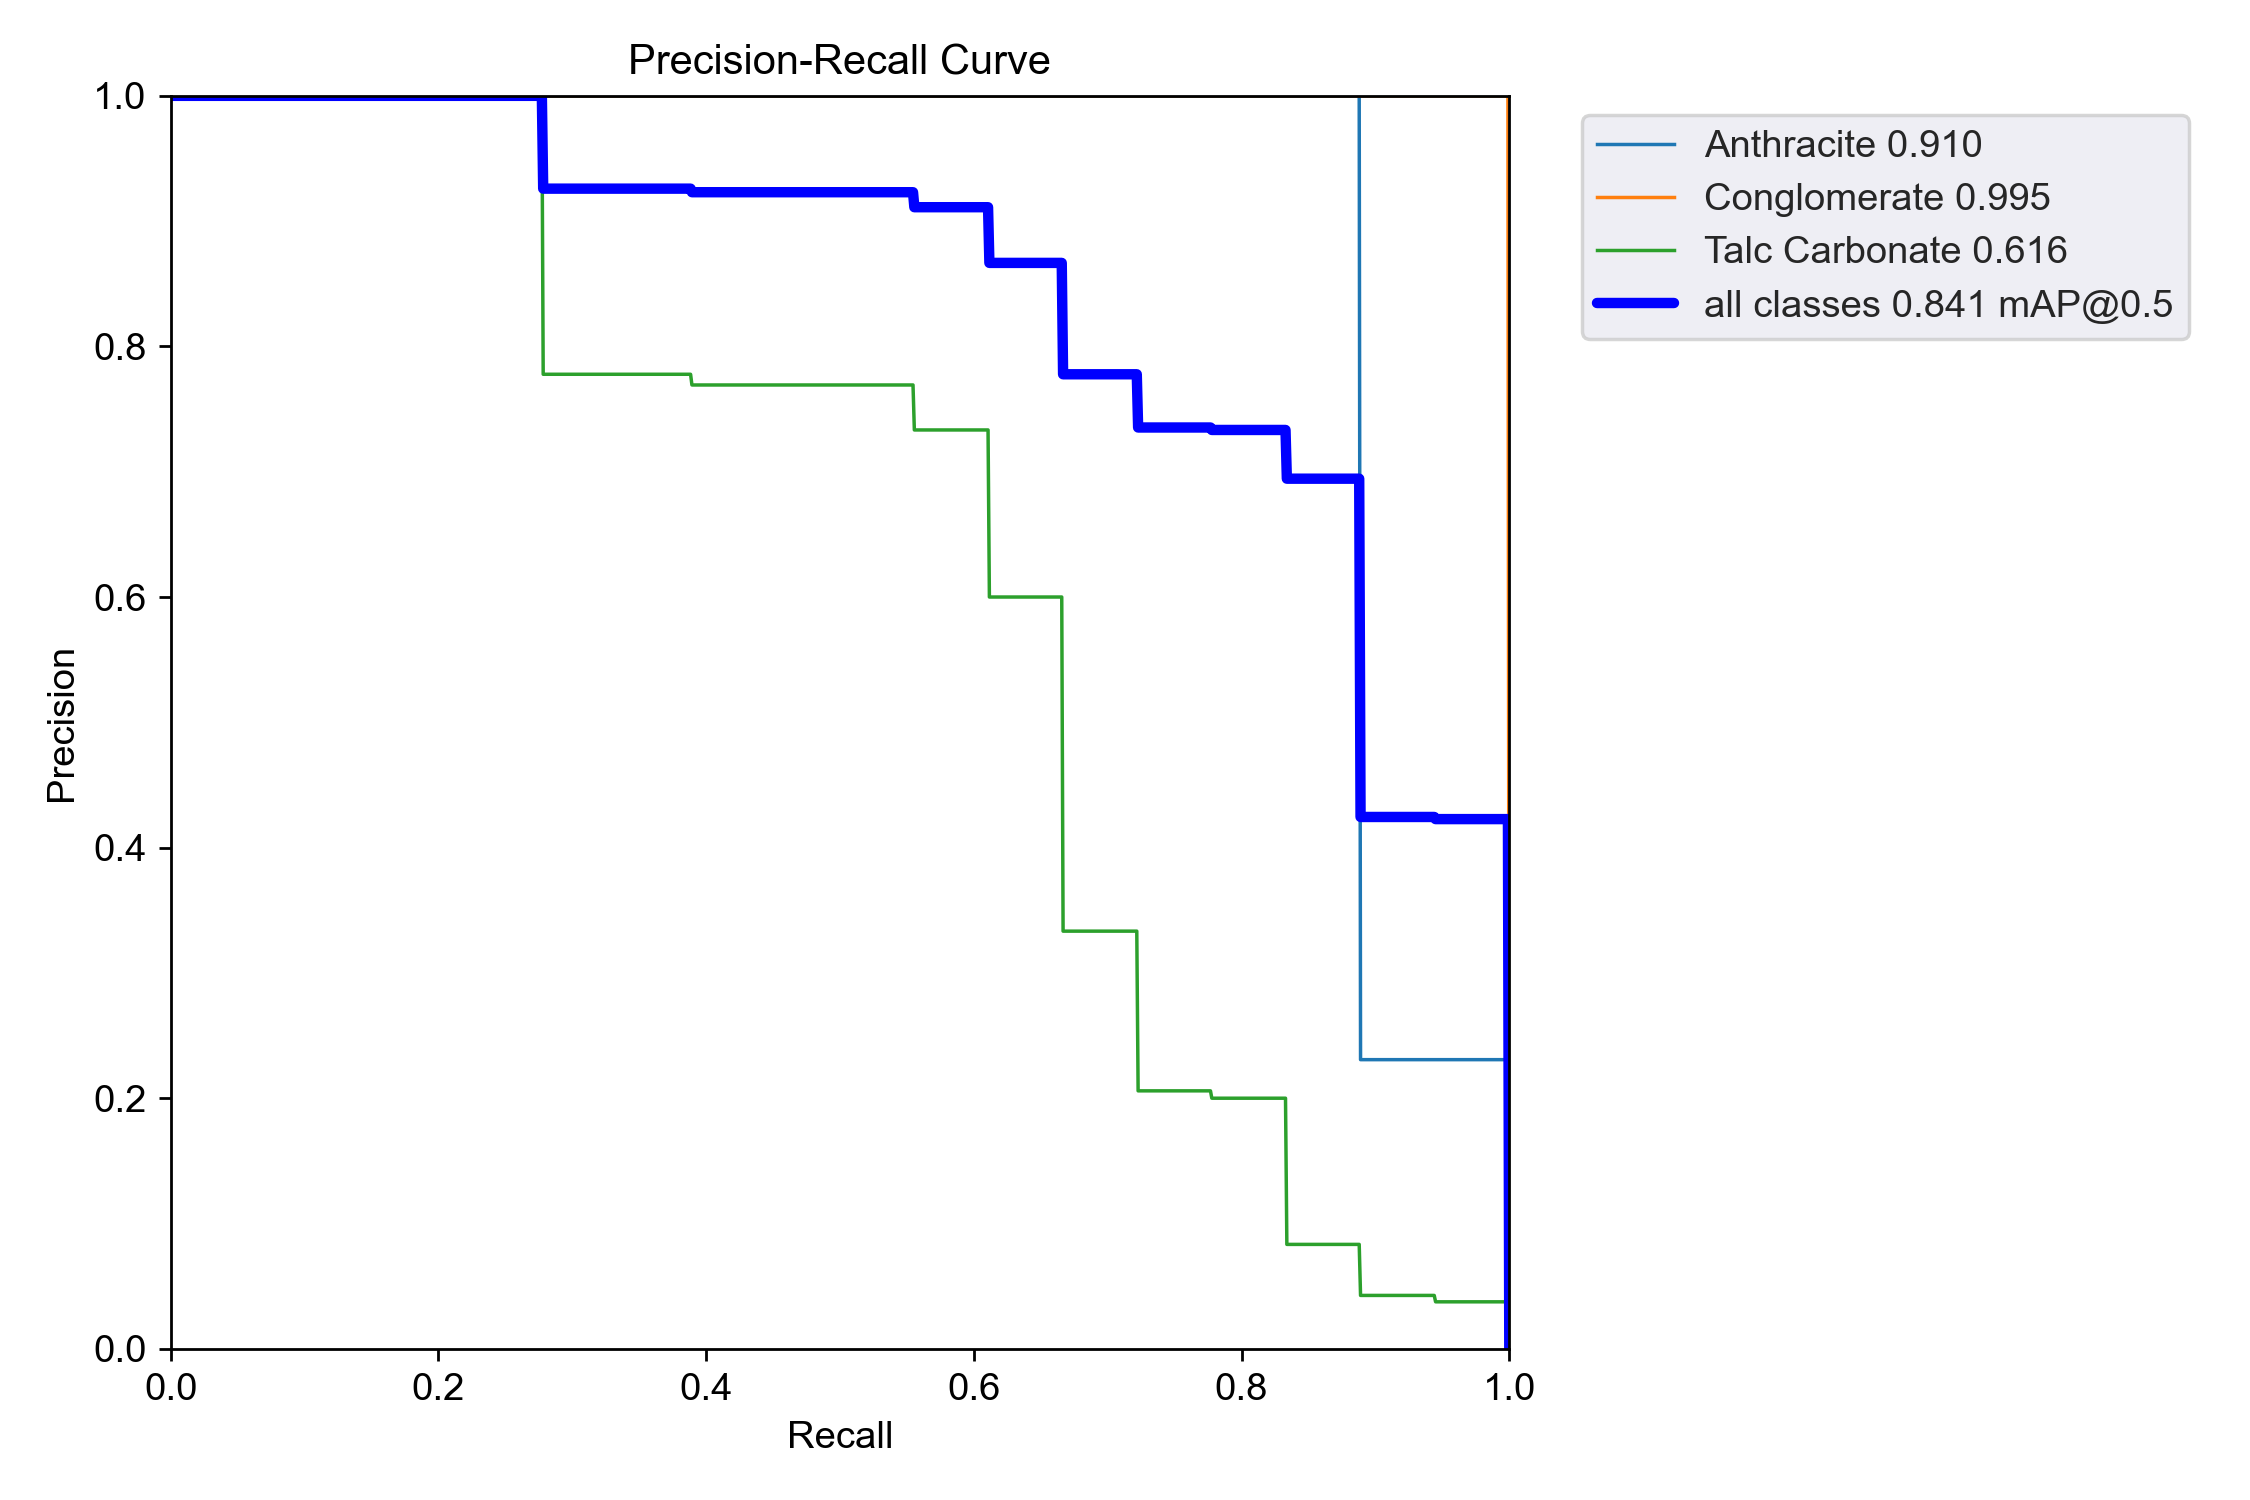 Precision-Recall Curve
1.0
0.8
0.6
0.4
0.2
0.0
Precision
0.0 0.2 0.4 0.6 0.8 1.0
Recall
Anthracite 0.910
Conglomerate 0.995
Talc Carbonate 0.616
all classes 0.841 mAP@0.5